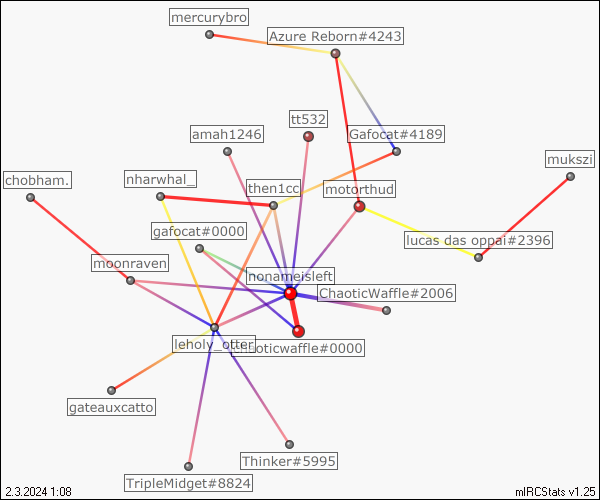 mercurybro
Azure Reborn#4243
tt532
amah1246
Gafocat#4189
mukszi
chobham.
nharwhal_
then1cc
motorthud
gafocat#0000
lucas das oppai#2396
moonraven
nonameisleft
ChaoticWaffle#2006
leholy_otter
chaoticwaffle#0000
gateauxcatto
Thinker#5995
TripleMidget#8824
2.3.2024 1:08
mIRCStats v1.25